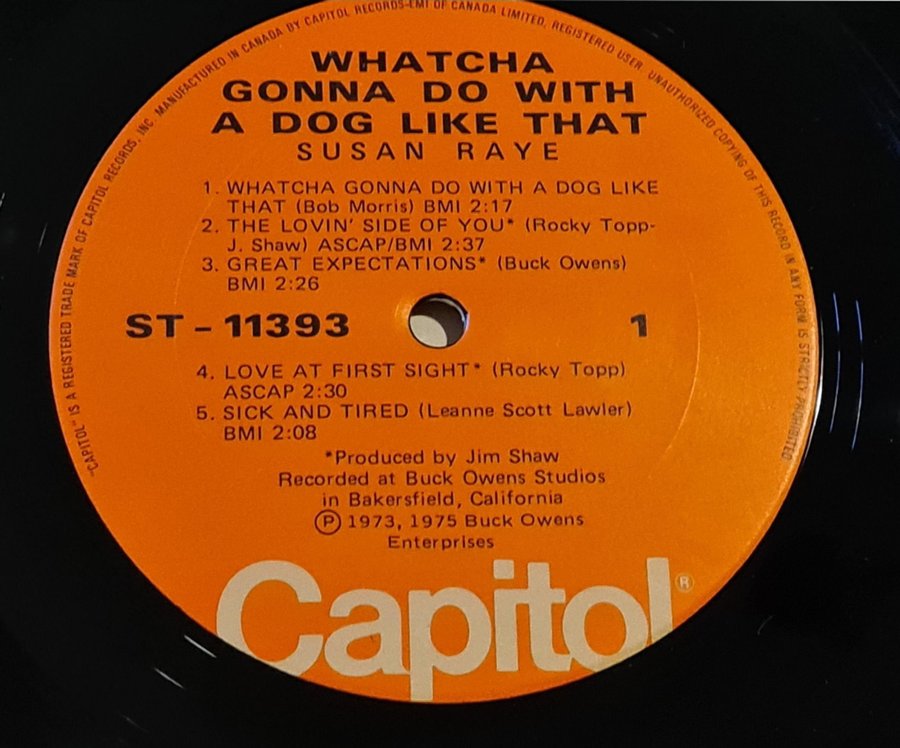 WHATCHA
GONNA DO WITH
A DOG LIKE THAT
SUSAN RAYE
1. WHATCHA GONNA DO WITH A DOG LIKE
THAT (Bob Morris) BMI 2:17
2. THE LOVIN' SIDE OF YOU* (Rocky Topp-
J. Shaw) ASCAP/BMI 2:37
3. GREAT EXPECTATIONS* (Buck Owens)
BMI 2:26
ST-11393 1
4. LOVE AT FIRST SIGHT* (Rocky Topp)
ASCAP 2:30
5. SICK AND TIRED (Leanne Scott Lawler)
BMI 2:08
*Produced by Jim Shaw
Recorded at Buck Owens Studios
in Bakersfield, California
Ⓟ 1973, 1975 Buck Owens
Enterprises
Capitol®
"CAPITOL" IS A REGISTERED TRADE MARK OF CAPITOL RECORDS, INC. MANUFACTURED IN CANADA BY CAPITOL RECORDS-EMI OF CANADA LIMITED, REGISTERED USER. UNAUTHORIZED COPYING OF THIS RECORD IN ANY FORM IS STRICTLY PROHIBITED